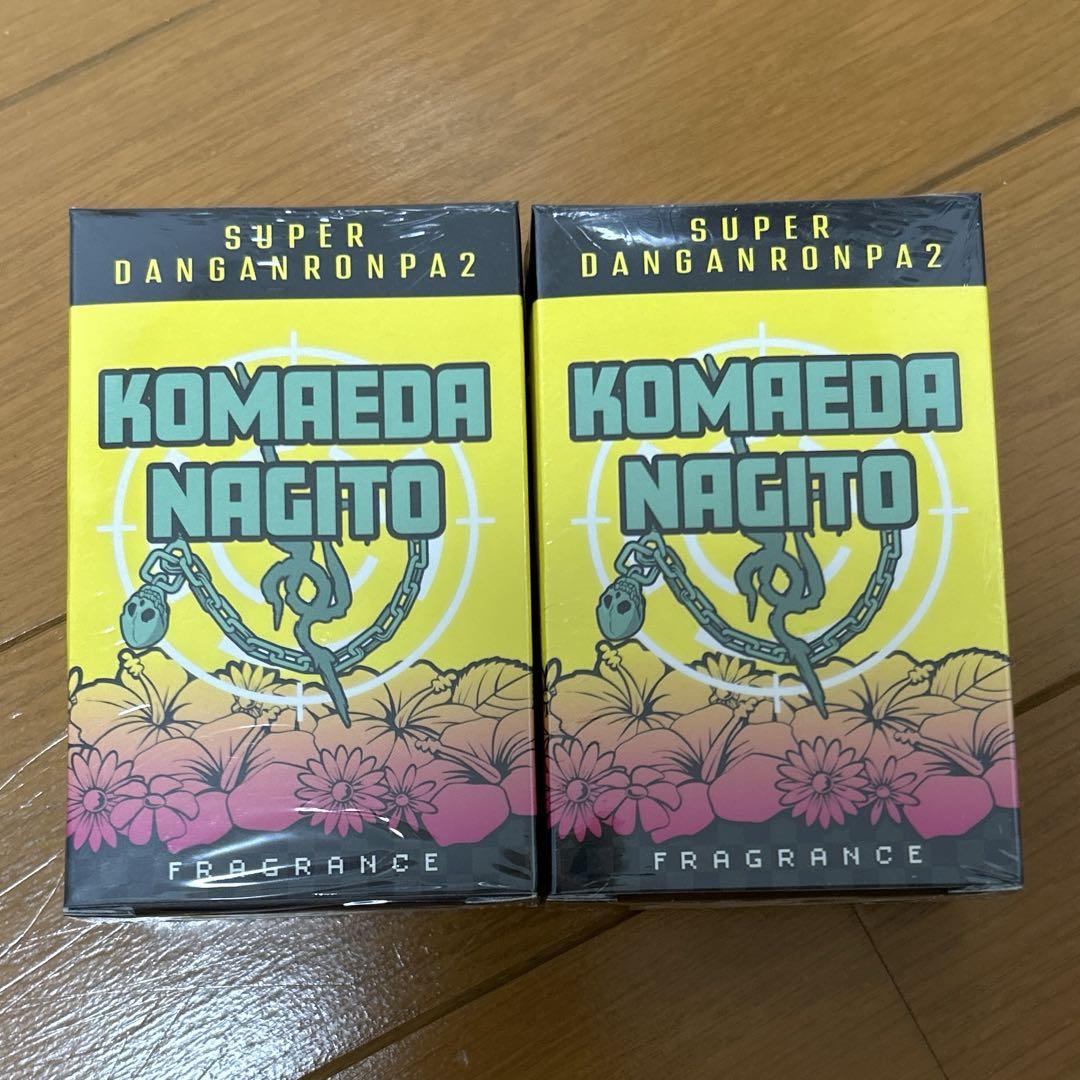 SUPER
DANGANRONPA2
KOMAEDA
NAGITO
FRAGRANCE
SUPER
DANGANRONPA2
KOMAEDA
NAGITO
FRAGRANCE